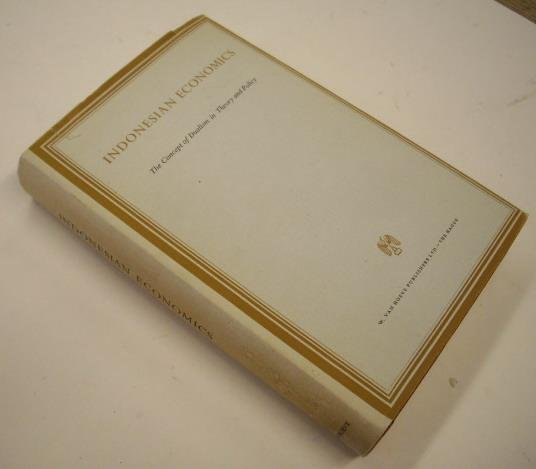 INDONESIAN ECONOMICS
The Concept of Dualism in Theory and Policy
W. VAN HOEVE PUBLISHERS LTD. – THE HAGUE
INDONESIAN ECONOMICS